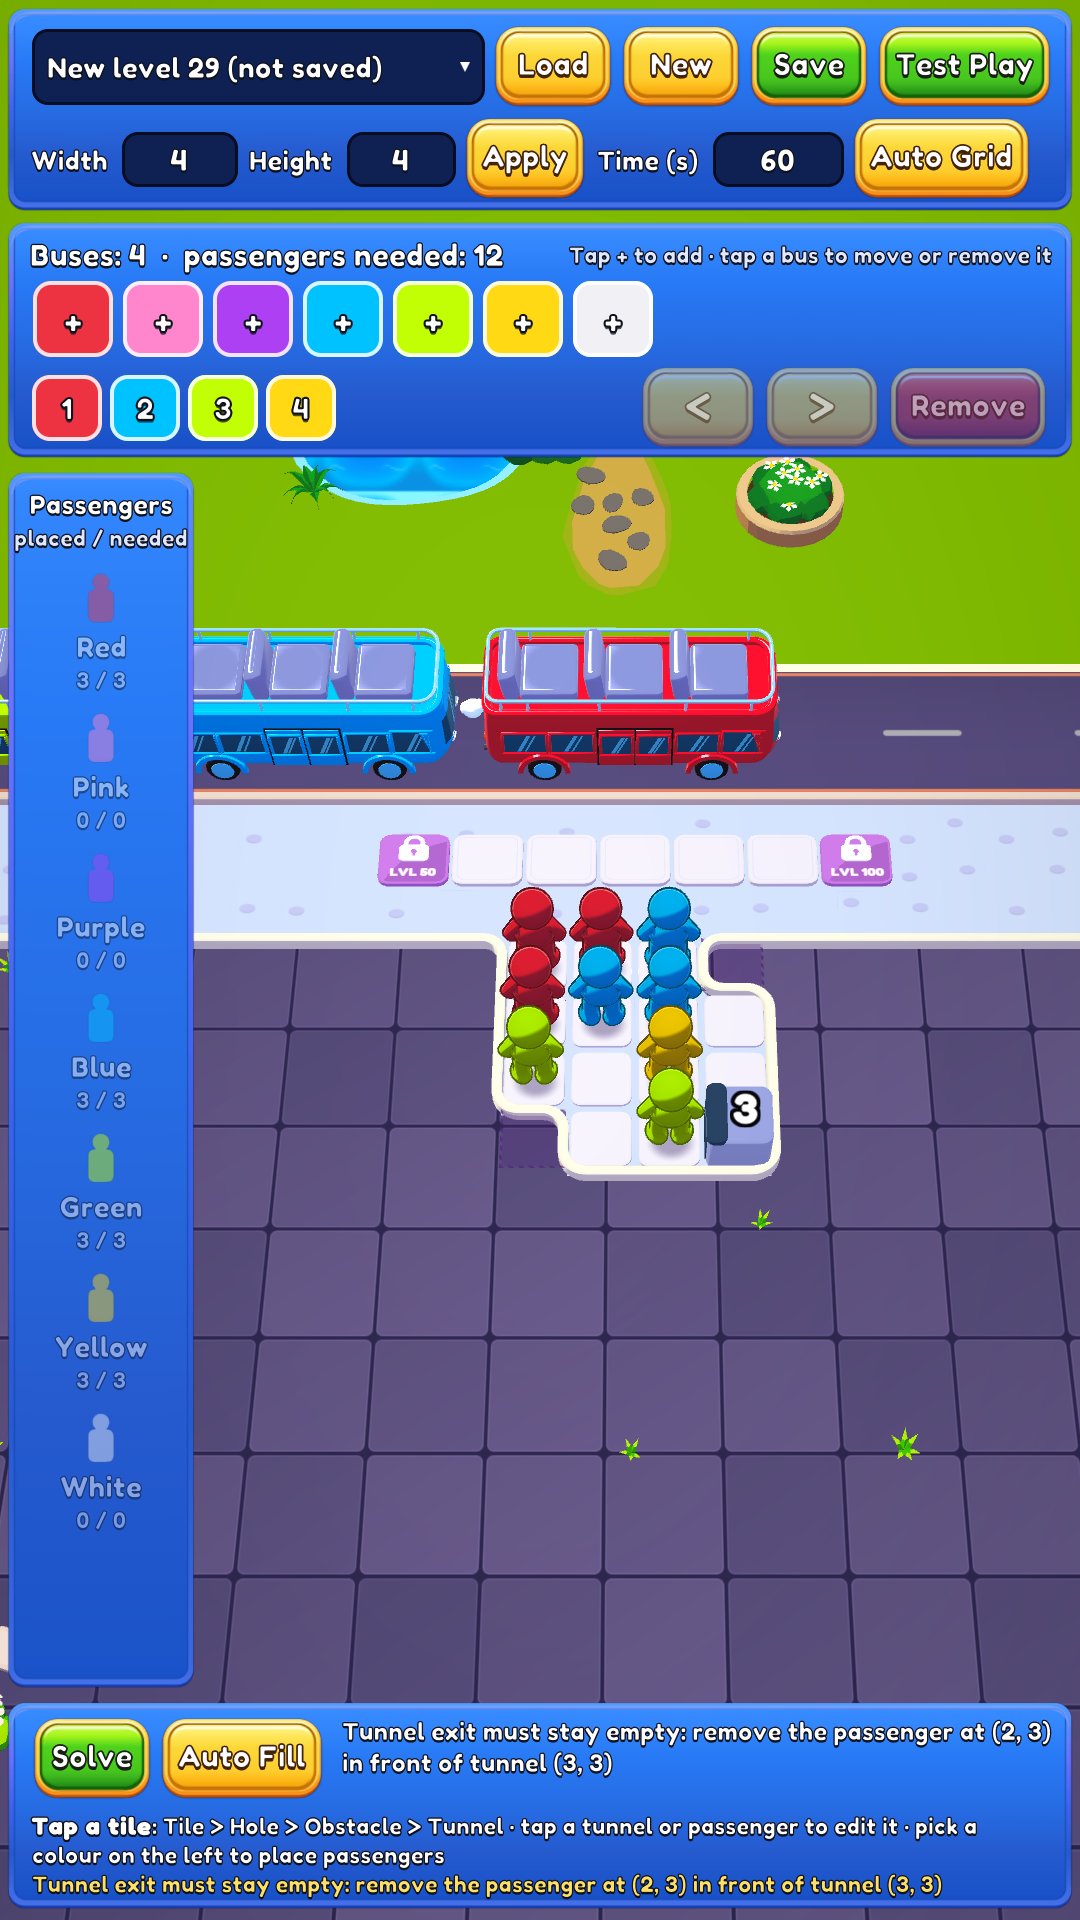 New level 29 (not saved)
Load
New
Save
Test Play
Width
4
Height
4
Apply
Time (s)
60
Auto Grid
Buses: 4 · passengers needed: 12
Tap + to add · tap a bus to move or remove it
+ + + + + + +
1 2 3 4
< > Remove
Passengers
placed / needed
Red
3 / 3
Pink
0 / 0
Purple
0 / 0
Blue
3 / 3
Green
3 / 3
Yellow
3 / 3
White
0 / 0
LVL 50
LVL 100
3
Solve
Auto Fill
Tunnel exit must stay empty: remove the passenger at (2, 3)
in front of tunnel (3, 3)
Tap a tile: Tile > Hole > Obstacle > Tunnel · tap a tunnel or passenger to edit it · pick a
colour on the left to place passengers
Tunnel exit must stay empty: remove the passenger at (2, 3) in front of tunnel (3, 3)